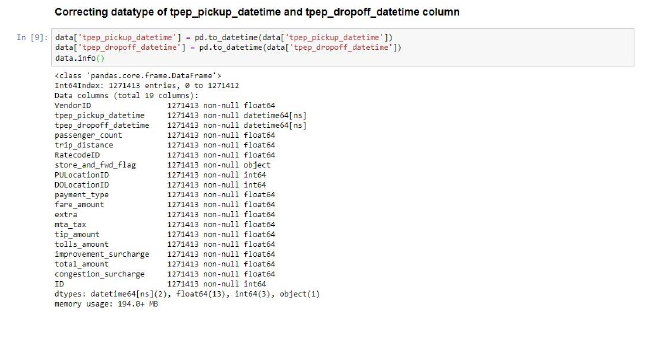 Correcting datatype of tpep_pickup_datetime and tpep_dropoff_datetime column
In [9]: data['tpep_pickup_datetime'] = pd.to_datetime(data['tpep_pickup_datetime'])
data['tpep_dropoff_datetime'] = pd.to_datetime(data['tpep_dropoff_datetime'])
data.info()
<class 'pandas.core.frame.DataFrame'>
Int64Index: 1271413 entries, 0 to 1271412
Data columns (total 19 columns):
VendorID 1271413 non-null float64
tpep_pickup_datetime 1271413 non-null datetime64[ns]
tpep_dropoff_datetime 1271413 non-null datetime64[ns]
passenger_count 1271413 non-null float64
trip_distance 1271413 non-null float64
RatecodeID 1271413 non-null float64
store_and_fwd_flag 1271413 non-null object
PULocationID 1271413 non-null int64
DOLocationID 1271413 non-null int64
payment_type 1271413 non-null float64
fare_amount 1271413 non-null float64
extra 1271413 non-null float64
mta_tax 1271413 non-null float64
tip_amount 1271413 non-null float64
tolls_amount 1271413 non-null float64
improvement_surcharge 1271413 non-null float64
total_amount 1271413 non-null float64
congestion_surcharge 1271413 non-null float64
ID 1271413 non-null int64
dtypes: datetime64[ns](2), float64(13), int64(3), object(1)
memory usage: 194.0+ MB